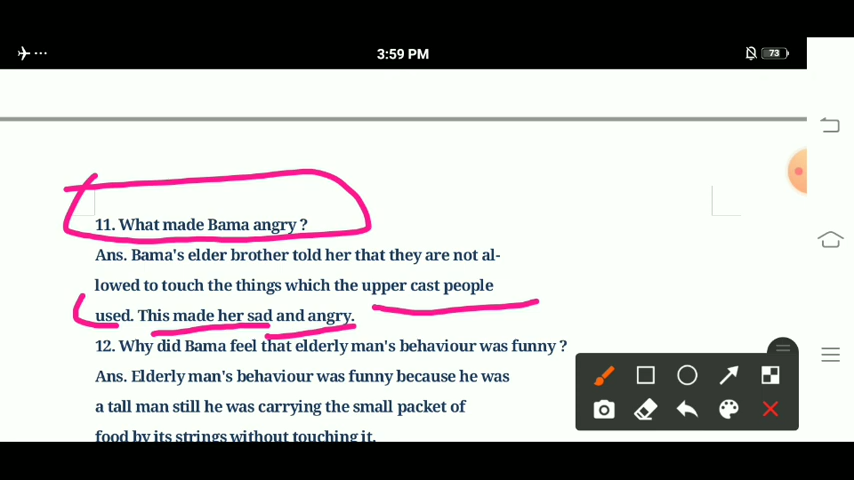 3:59 PM
73
11. What made Bama angry ?
Ans. Bama's elder brother told her that they are not al-
lowed to touch the things which the upper cast people
used. This made her sad and angry.
12. Why did Bama feel that elderly man's behaviour was funny ?
Ans. Elderly man's behaviour was funny because he was
a tall man still he was carrying the small packet of
food by its strings without touching it.